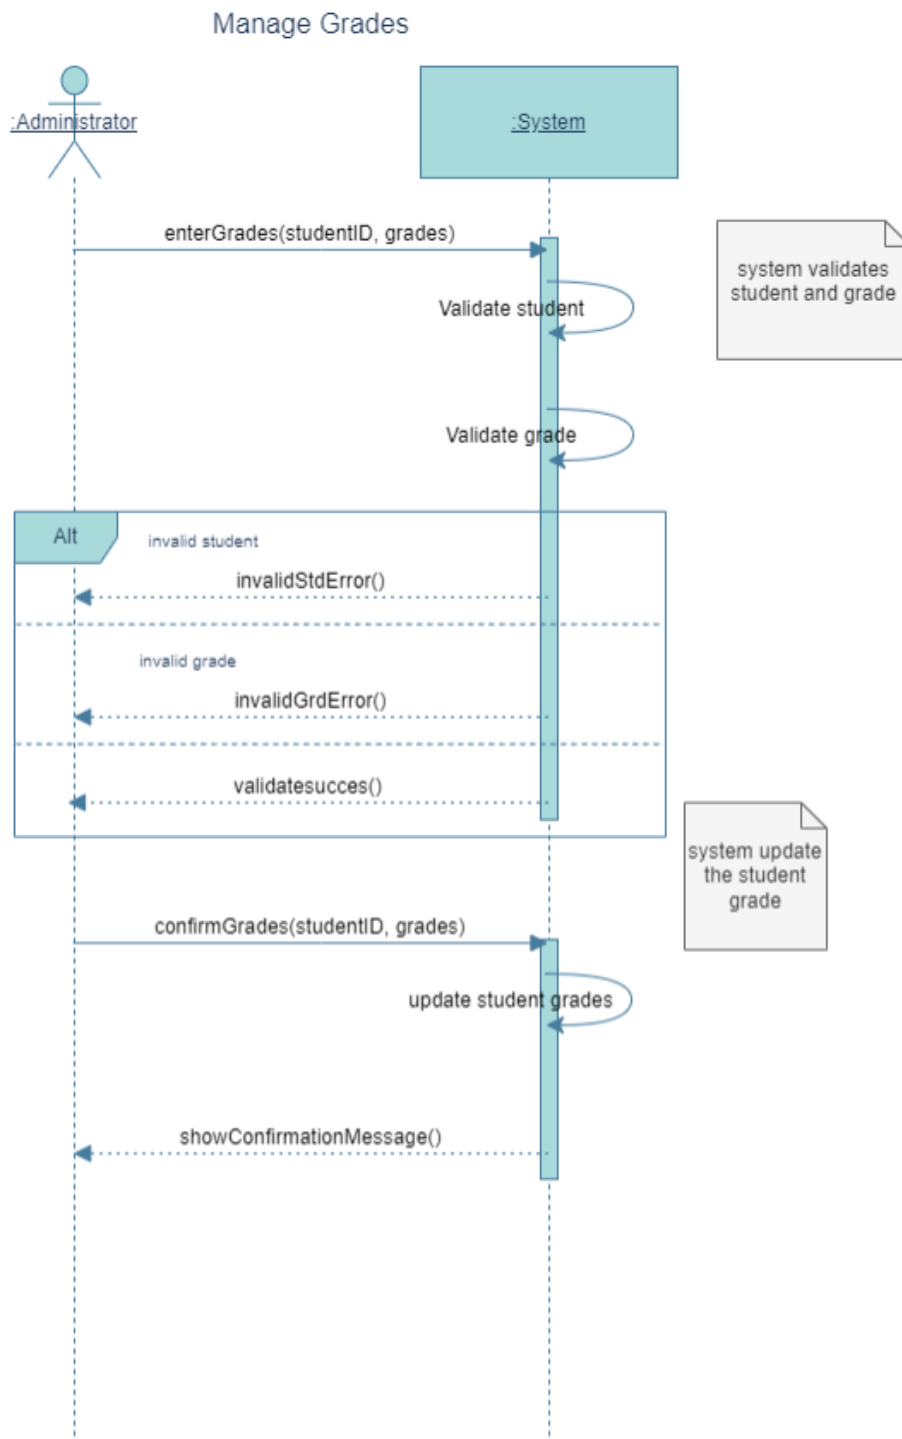 Manage Grades
:Administrator
:System
enterGrades(studentID, grades)
system validates
student and grade
Validate student
Validate grade
Alt
invalid student
invalidStdError()
invalid grade
invalidGrdError()
validatesucces()
system update
the student
grade
confirmGrades(studentID, grades)
update student grades
showConfirmationMessage()